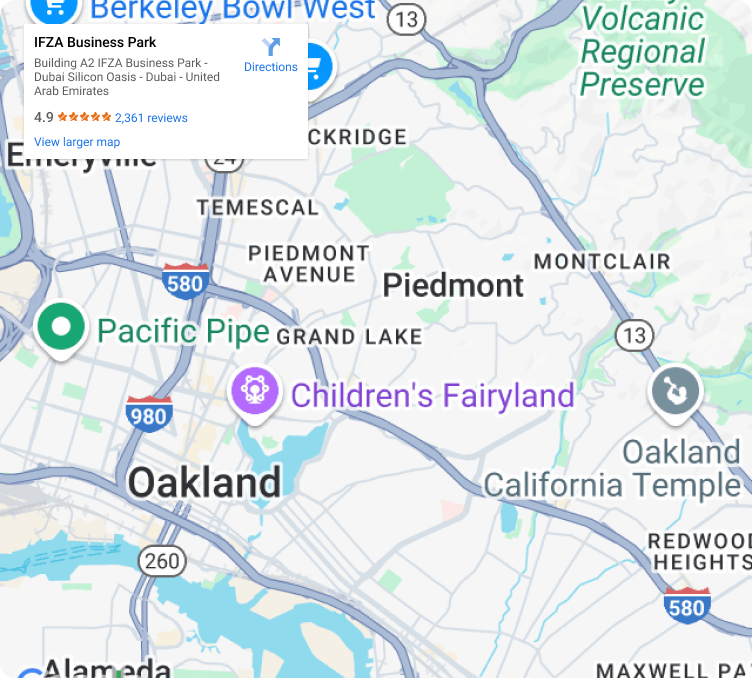 Berkeley Bowl West
13
Volcanic
Regional
Preserve
IFZA Business Park
Directions
Building A2 IFZA Business Park -
Dubai Silicon Oasis - Dubai - United
Arab Emirates
4.9 2,361 reviews
View larger map
CKRIDGE
Emeryville
24
TEMESCAL
PIEDMONT
AVENUE
MONTCLAIR
580
Piedmont
Pacific Pipe
GRAND LAKE
13
Children's Fairyland
980
Oakland
California Temple
Oakland
REDWOOD
HEIGHTS
260
580
Alameda
MAXWELL PA